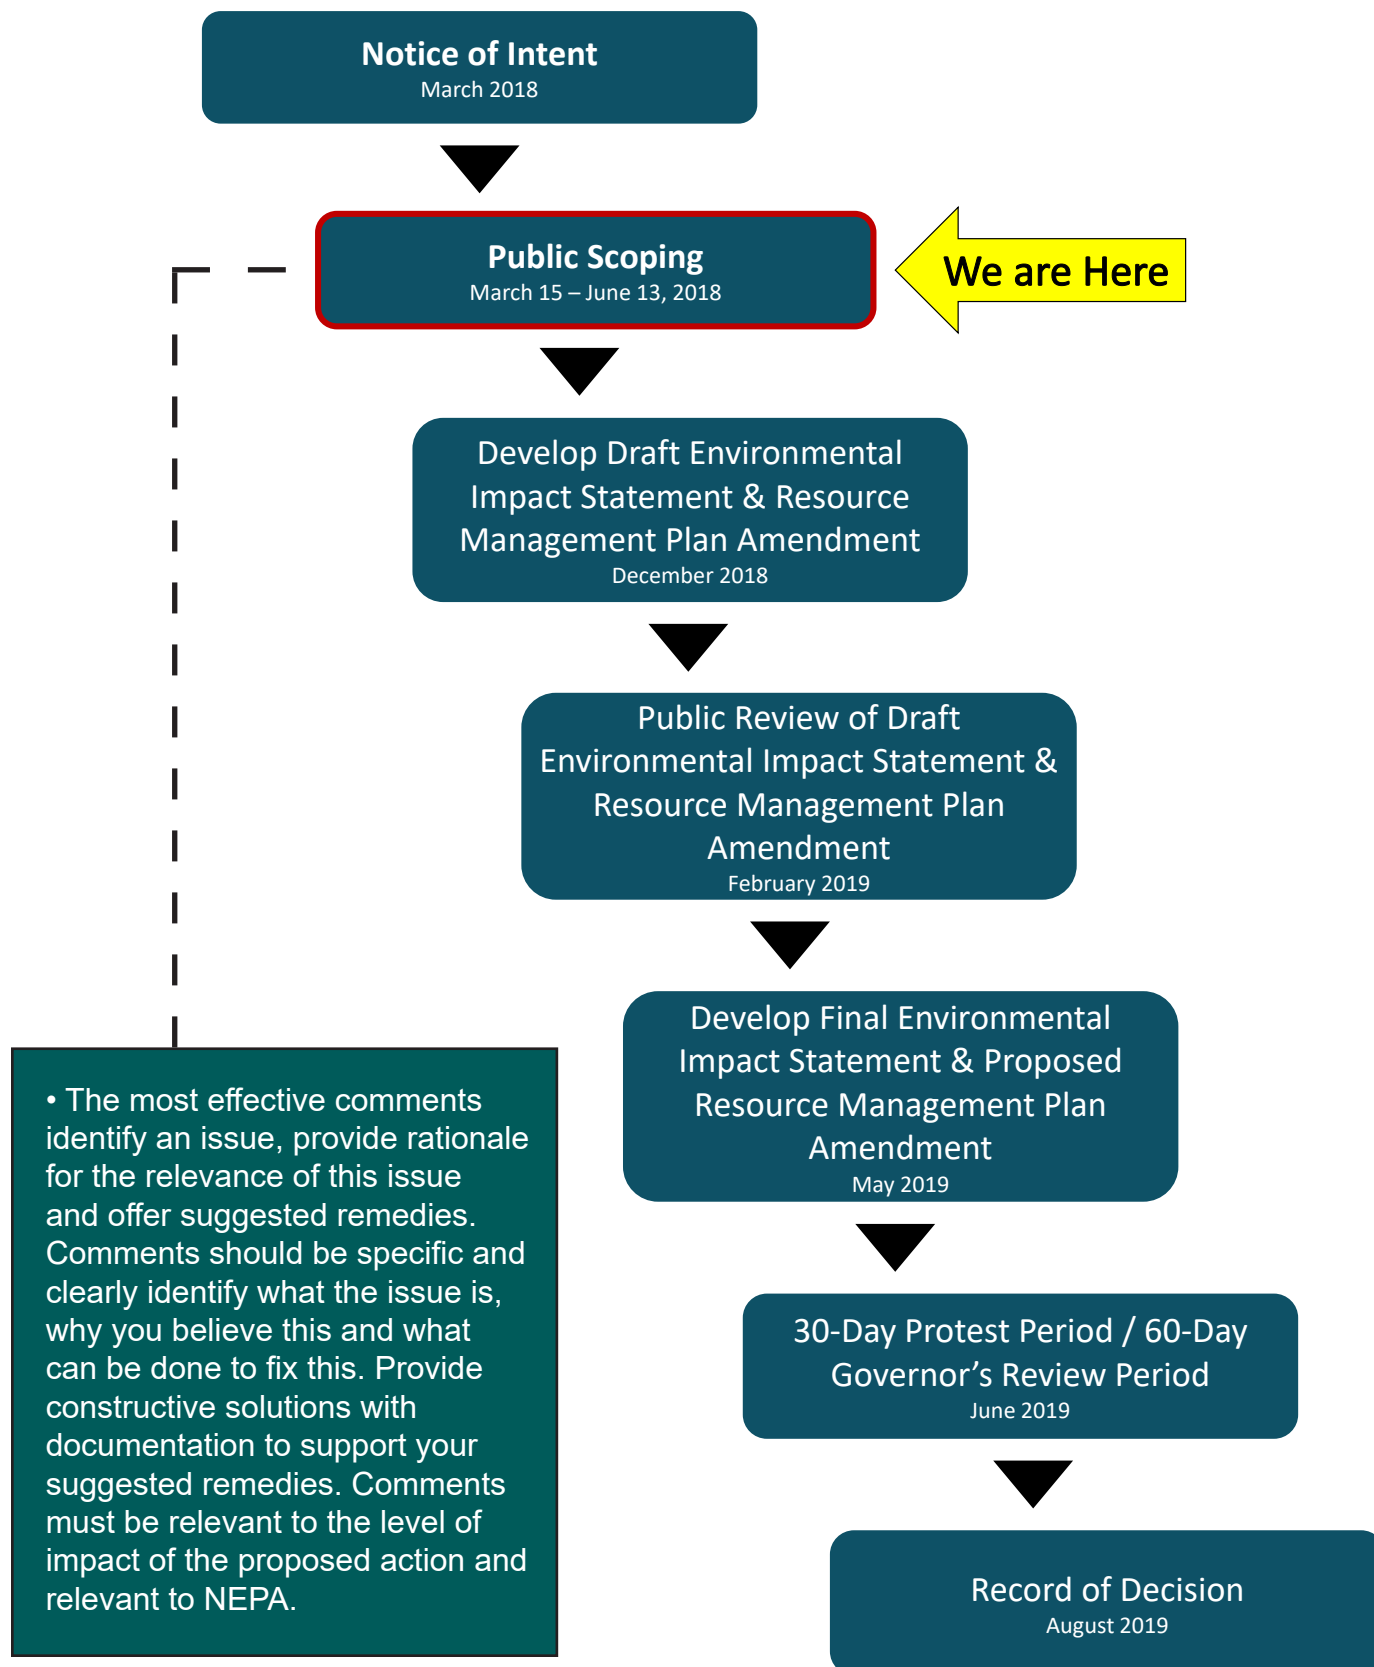 Notice of Intent
March 2018
Public Scoping
March 15 – June 13, 2018
We are Here
Develop Draft Environmental
Impact Statement & Resource
Management Plan Amendment
December 2018
Public Review of Draft
Environmental Impact Statement &
Resource Management Plan
Amendment
February 2019
Develop Final Environmental
Impact Statement & Proposed
Resource Management Plan
Amendment
May 2019
30-Day Protest Period / 60-Day
Governor’s Review Period
June 2019
Record of Decision
August 2019
• The most effective comments
identify an issue, provide rationale
for the relevance of this issue
and offer suggested remedies.
Comments should be specific and
clearly identify what the issue is,
why you believe this and what
can be done to fix this. Provide
constructive solutions with
documentation to support your
suggested remedies. Comments
must be relevant to the level of
impact of the proposed action and
relevant to NEPA.